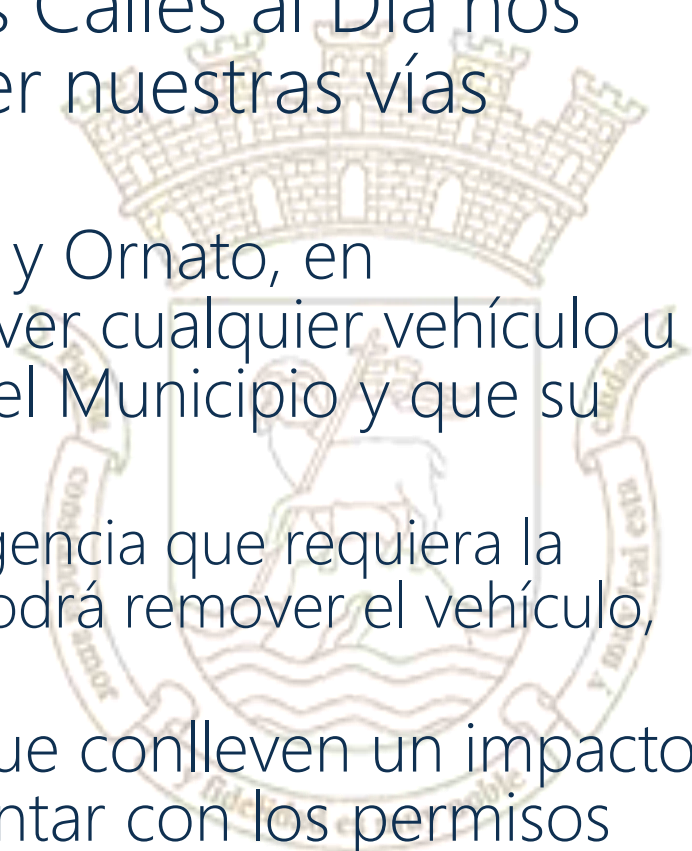 s Calles al Día nos
er nuestras vías
y Ornato, en
ver cualquier vehículo u
el Municipio y que su
gencia que requiera la
odrá remover el vehículo,
ue conlleven un impacto
ntar con los permisos